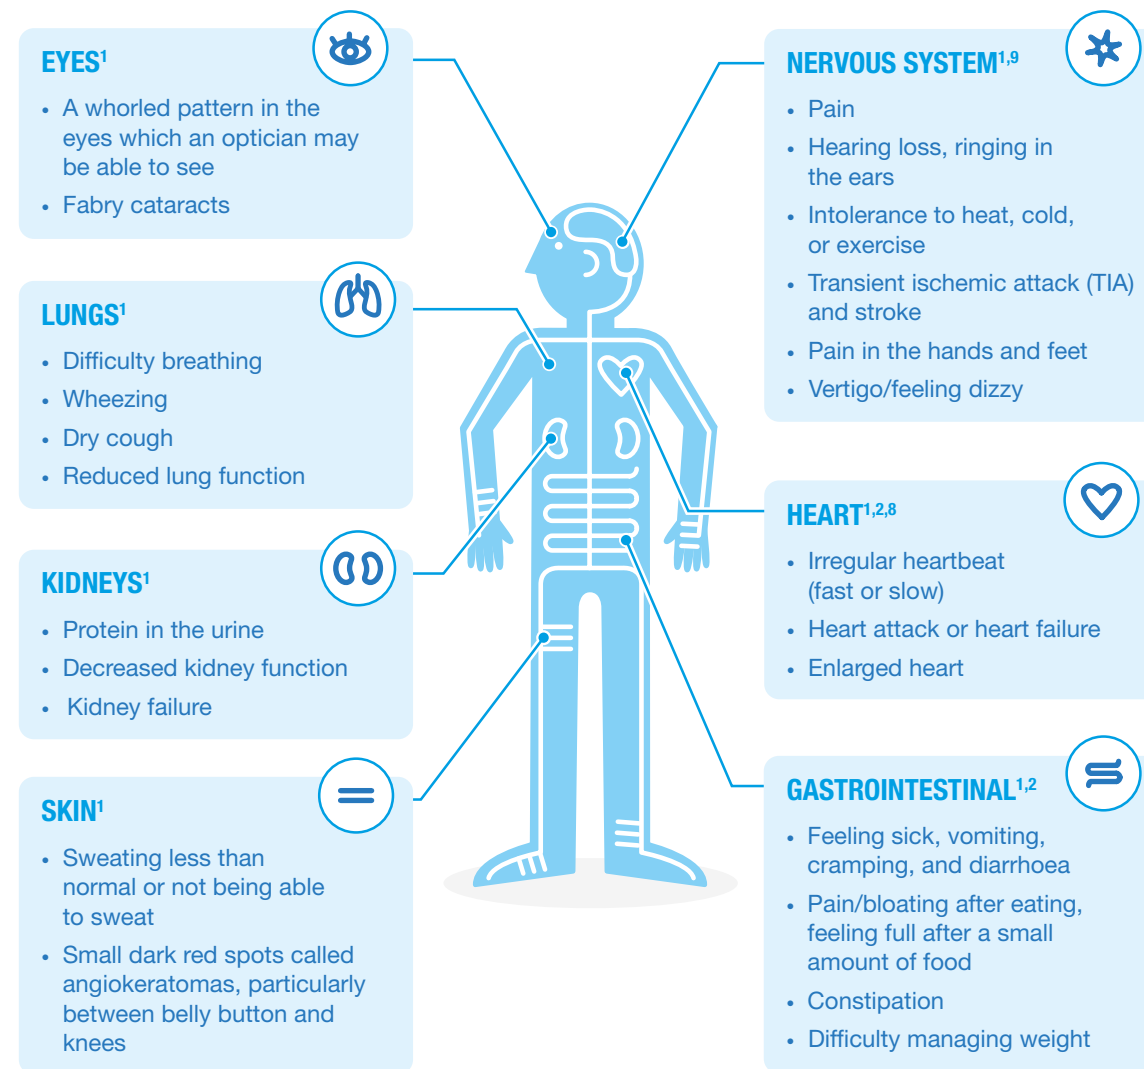 EYES1
• A whorled pattern in the
eyes which an optician may
be able to see
• Fabry cataracts
LUNGS1
• Difficulty breathing
• Wheezing
• Dry cough
• Reduced lung function
KIDNEYS1
• Protein in the urine
• Decreased kidney function
• Kidney failure
SKIN1
• Sweating less than
normal or not being able
to sweat
• Small dark red spots called
angiokeratomas, particularly
between belly button and
knees
NERVOUS SYSTEM1,9
• Pain
• Hearing loss, ringing in
the ears
• Intolerance to heat, cold,
or exercise
• Transient ischemic attack (TIA)
and stroke
• Pain in the hands and feet
• Vertigo/feeling dizzy
HEART1,2,8
• Irregular heartbeat
(fast or slow)
• Heart attack or heart failure
• Enlarged heart
GASTROINTESTINAL1,2
• Feeling sick, vomiting,
cramping, and diarrhoea
• Pain/bloating after eating,
feeling full after a small
amount of food
• Constipation
• Difficulty managing weight